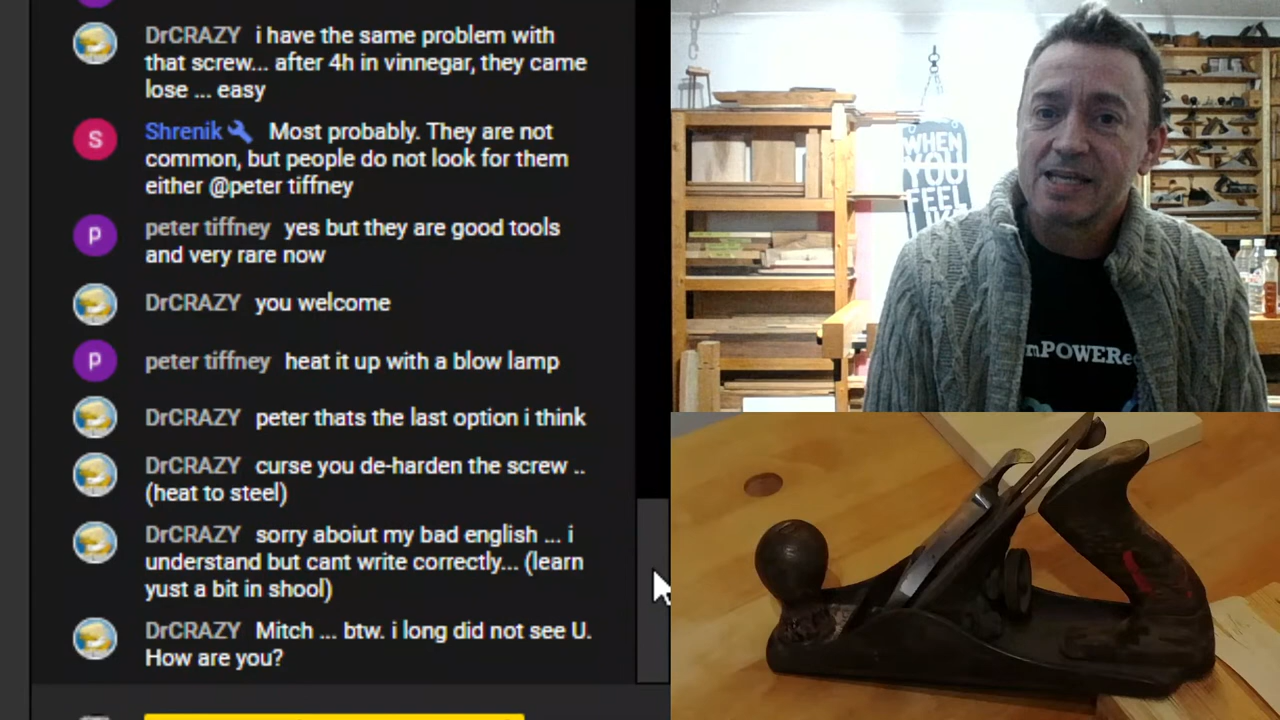 DrCRAZY i have the same problem with
that screw... after 4h in vinnegar, they came
lose ... easy
S
Shrenik Most probably. They are not
common, but people do not look for them
either @peter tiffney
P
peter tiffney yes but they are good tools
and very rare now
DrCRAZY you welcome
P
peter tiffney heat it up with a blow lamp
DrCRAZY peter thats the last option i think
DrCRAZY curse you de-harden the screw ..
(heat to steel)
DrCRAZY sorry aboiut my bad english ... i
understand but cant write correctly... (learn
yust a bit in shool)
DrCRAZY Mitch ... btw. i long did not see U.
How are you?
WHEN
YOU
FEEL
mPOWERe